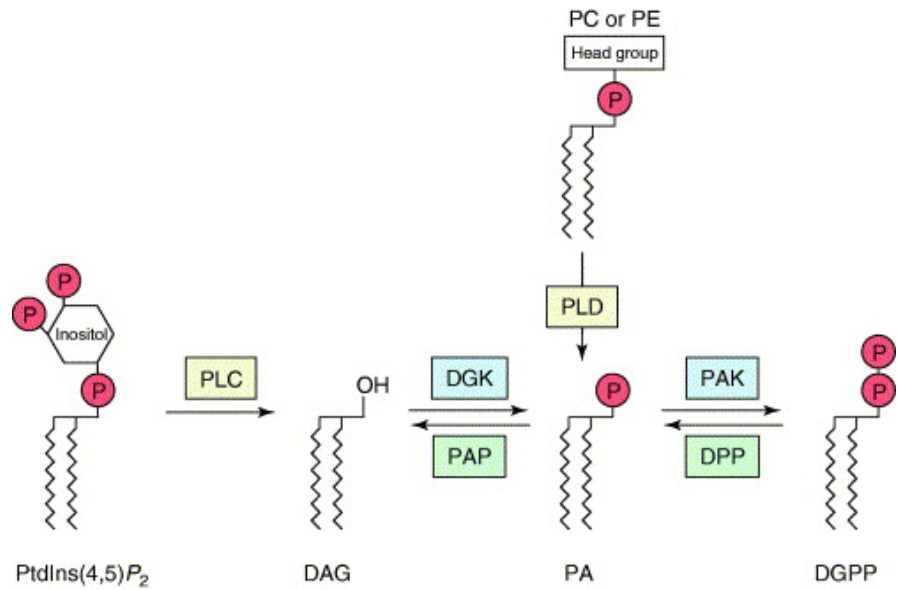 PC or PE
Head group
P
PLD
P
P
Inositol
P
PLC
OH
DGK
PAP
P
PAK
DPP
P
P
PtdIns(4,5)P2
DAG
PA
DGPP